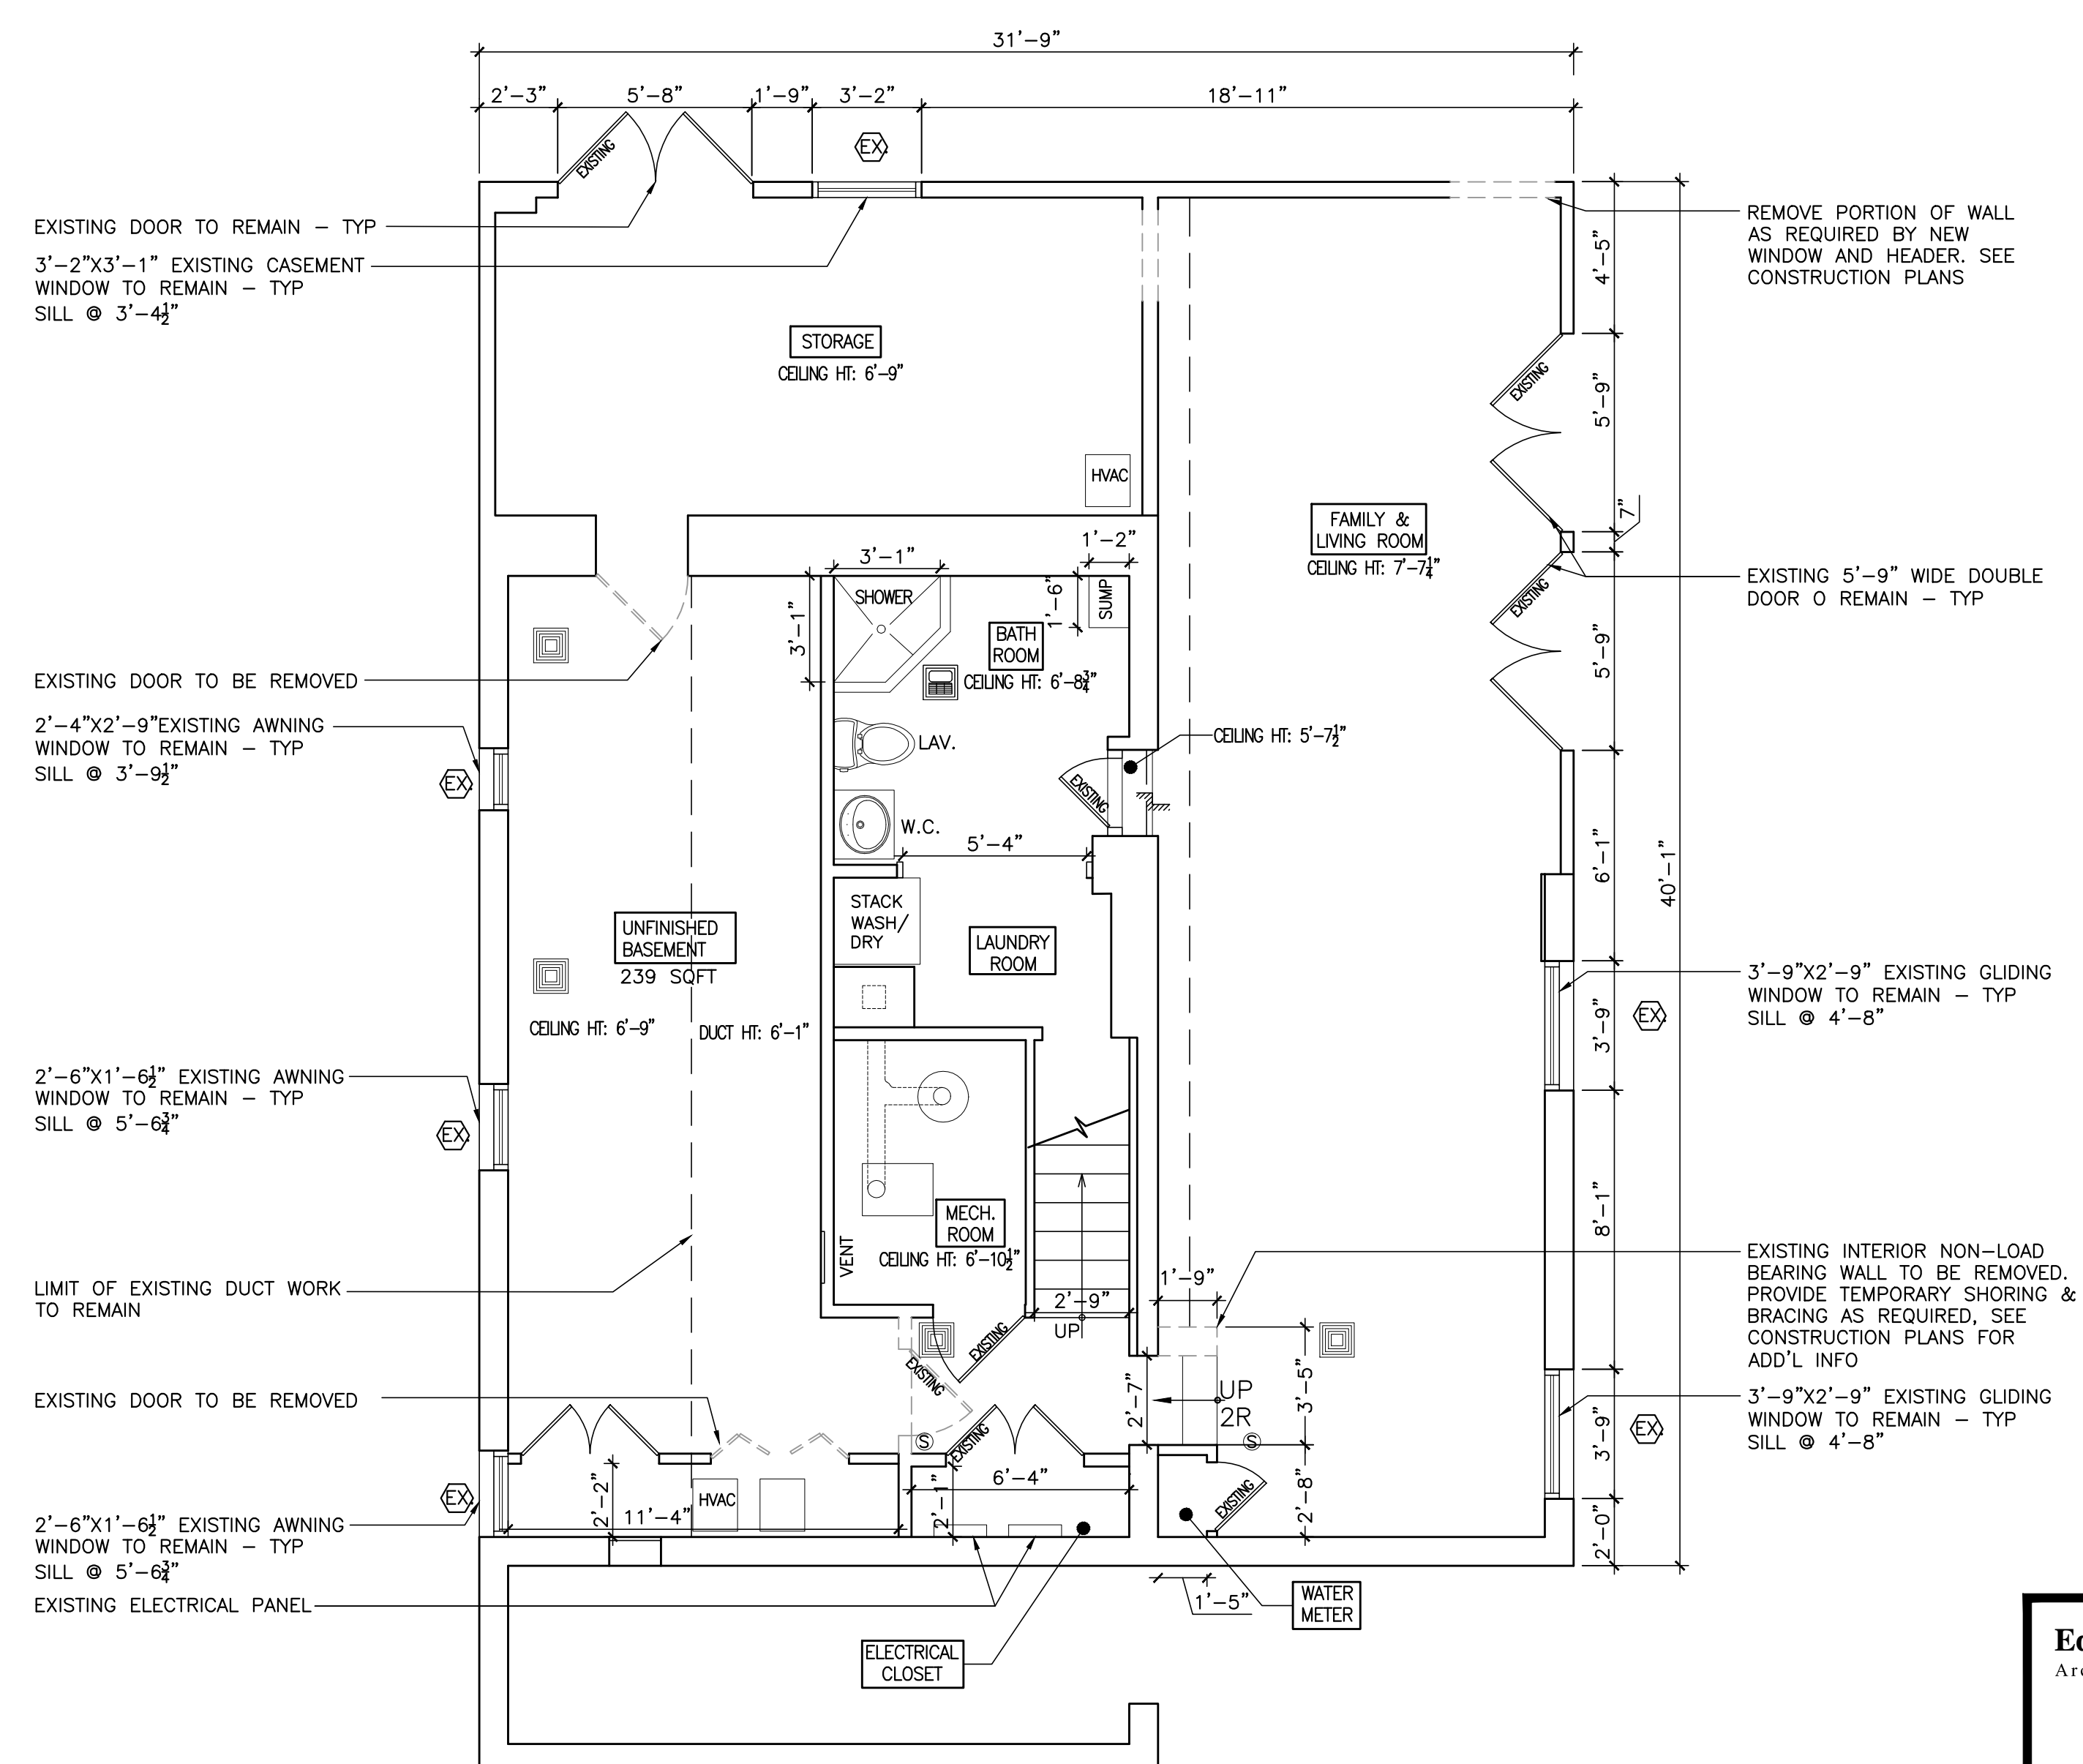 31'-9"
2'-3"
5'-8"
1'-9"
3'-2"
18'-11"
EX.
EXISTING
EXISTING DOOR TO REMAIN – TYP
3'-2"X3'-1" EXISTING CASEMENT
WINDOW TO REMAIN – TYP
SILL @ 3'-4½"
REMOVE PORTION OF WALL
AS REQUIRED BY NEW
WINDOW AND HEADER. SEE
CONSTRUCTION PLANS
4'-5"
STORAGE
CEILING HT: 6'-9"
EXISTING
5'-9"
HVAC
7"
FAMILY &
LIVING ROOM
CEILING HT: 7'-7¼"
1'-2"
3'-1"
SHOWER
1'-6"
SUMP
3'-1"
BATH
ROOM
CEILING HT: 6'-8¾"
EXISTING
EXISTING 5'-9" WIDE DOUBLE
DOOR O REMAIN – TYP
5'-9"
EXISTING DOOR TO BE REMOVED
2'-4"X2'-9"EXISTING AWNING
WINDOW TO REMAIN – TYP
SILL @ 3'-9½"
EX.
LAV.
CEILING HT: 5'-7½"
EXISTING
W.C.
5'-4"
6'-1"
40'-1"
STACK
WASH/
DRY
UNFINISHED
BASEMENT
239 SQFT
LAUNDRY
ROOM
CEILING HT: 6'-9"
DUCT HT: 6'-1"
3'-9"X2'-9" EXISTING GLIDING
WINDOW TO REMAIN – TYP
SILL @ 4'-8"
EX.
3'-9"
2'-6"X1'-6½" EXISTING AWNING
WINDOW TO REMAIN – TYP
SILL @ 5'-6¾"
EX.
MECH.
ROOM
CEILING HT: 6'-10½"
VENT
8'-1"
LIMIT OF EXISTING DUCT WORK
TO REMAIN
1'-9"
2'-9"
UP
EXISTING INTERIOR NON-LOAD
BEARING WALL TO BE REMOVED.
PROVIDE TEMPORARY SHORING &
BRACING AS REQUIRED, SEE
CONSTRUCTION PLANS FOR
ADD'L INFO
EXISTING
EXISTING
EXISTING DOOR TO BE REMOVED
2'-7"
UP
2R
3'-5"
3'-9"X2'-9" EXISTING GLIDING
WINDOW TO REMAIN – TYP
SILL @ 4'-8"
EX.
3'-9"
S
S
EXISTING
6'-4"
2'-1"
2'-2"
11'-4"
HVAC
EX.
2'-8"
EXISTING
2'-0"
2'-6"X1'-6½" EXISTING AWNING
WINDOW TO REMAIN – TYP
SILL @ 5'-6¾"
EXISTING ELECTRICAL PANEL
1'-5"
WATER
METER
ELECTRICAL
CLOSET